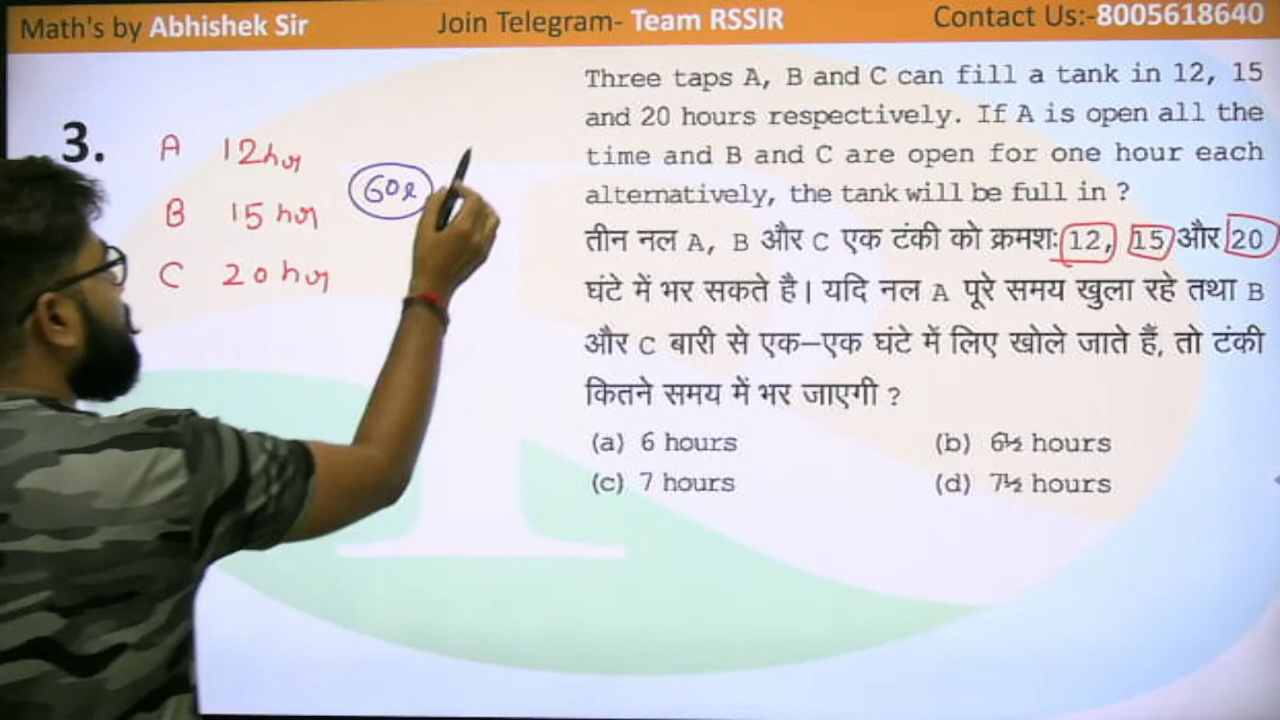 Math's by Abhishek Sir Join Telegram- Team RSSIR Contact Us:-8005618640
3.
A 12hr
B 15 hr
C 20 hr
60l
Three taps A, B and C can fill a tank in 12, 15
and 20 hours respectively. If A is open all the
time and B and C are open for one hour each
alternatively, the tank will be full in ?
तीन नल A, B और C एक टंकी को क्रमशः 12, 15 और 20
घंटे में भर सकते है। यदि नल A पूरे समय खुला रहे तथा B
और C बारी से एक–एक घंटे में लिए खोले जाते हैं, तो टंकी
कितने समय में भर जाएगी ?
(a) 6 hours (b) 6½ hours
(c) 7 hours (d) 7½ hours